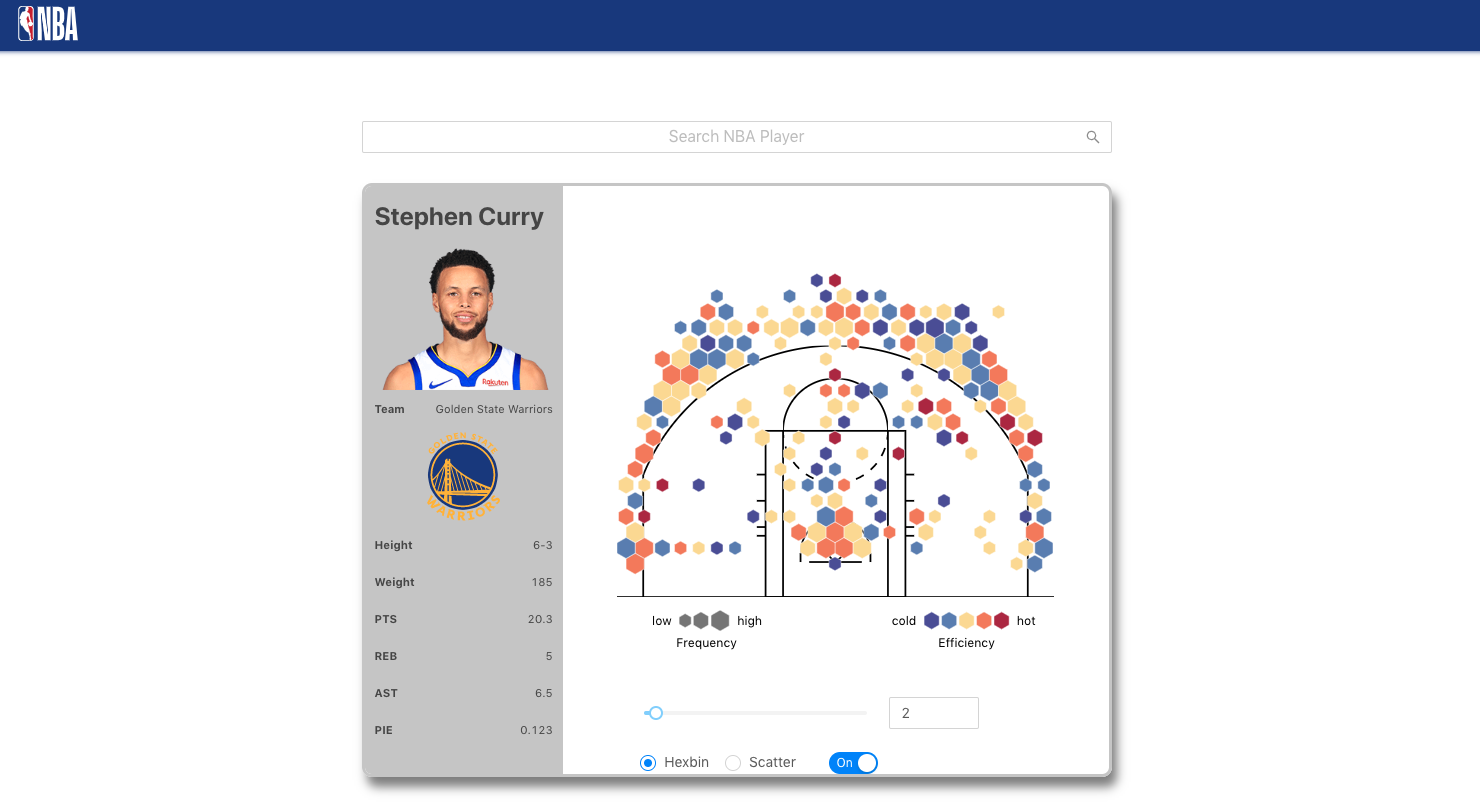 NBA
Search NBA Player
Stephen Curry
Rakuten
Team Golden State Warriors
GOLDEN STATE
WARRIORS
Height 6-3
Weight 185
PTS 20.3
REB 5
AST 6.5
PIE 0.123
low high
Frequency
cold hot
Efficiency
2
Hexbin Scatter On